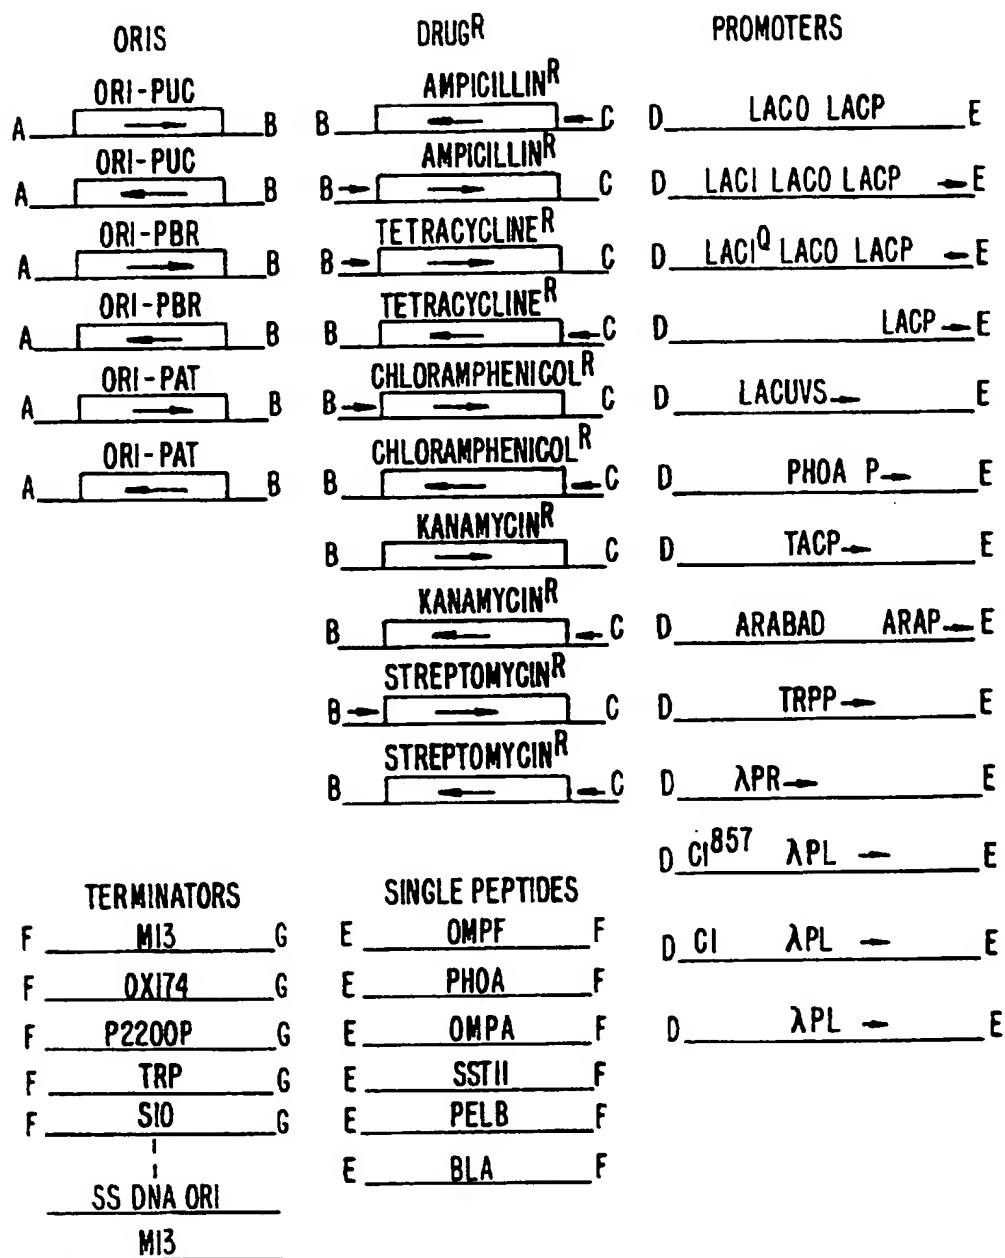 ORIS
ORI-PUC
A B
ORI-PUC
A B
ORI-PBR
A B
ORI-PBR
A B
ORI-PAT
A B
ORI-PAT
A B
DRUGR
AMPICILLINR
B C
AMPICILLINR
B C
TETRACYCLINER
B C
TETRACYCLINER
B C
CHLORAMPHENICOLR
B C
CHLORAMPHENICOLR
B C
KANAMYCINR
B C
KANAMYCINR
B C
STREPTOMYCINR
B C
STREPTOMYCINR
B C
PROMOTERS
D LACO LACP E
D LACI LACO LACP E
D LACIQ LACO LACP E
D LACP E
D LACUVS E
D PHOA P E
D TACP E
D ARABAD ARAP E
D TRPP E
D λPR E
D CI857 λPL E
D CI λPL E
D λPL E
TERMINATORS
F M13 G
F OX174 G
F P2200P G
F TRP G
F S10 G
SS DNA ORI
M13
SINGLE PEPTIDES
E OMPF F
E PHOA F
E OMPA F
E SSTII F
E PELB F
E BLA F